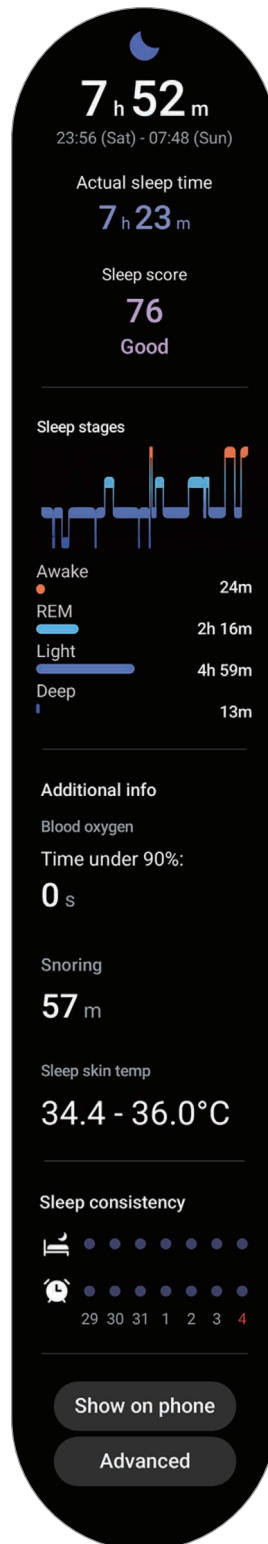 7 h 52 m
23:56 (Sat) - 07:48 (Sun)
Actual sleep time
7 h 23 m
Sleep score
76
Good
Sleep stages
Awake
24m
REM
2h 16m
Light
4h 59m
Deep
13m
Additional info
Blood oxygen
Time under 90%:
0 s
Snoring
57 m
Sleep skin temp
34.4 - 36.0°C
Sleep consistency
29 30 31 1 2 3 4
Show on phone
Advanced